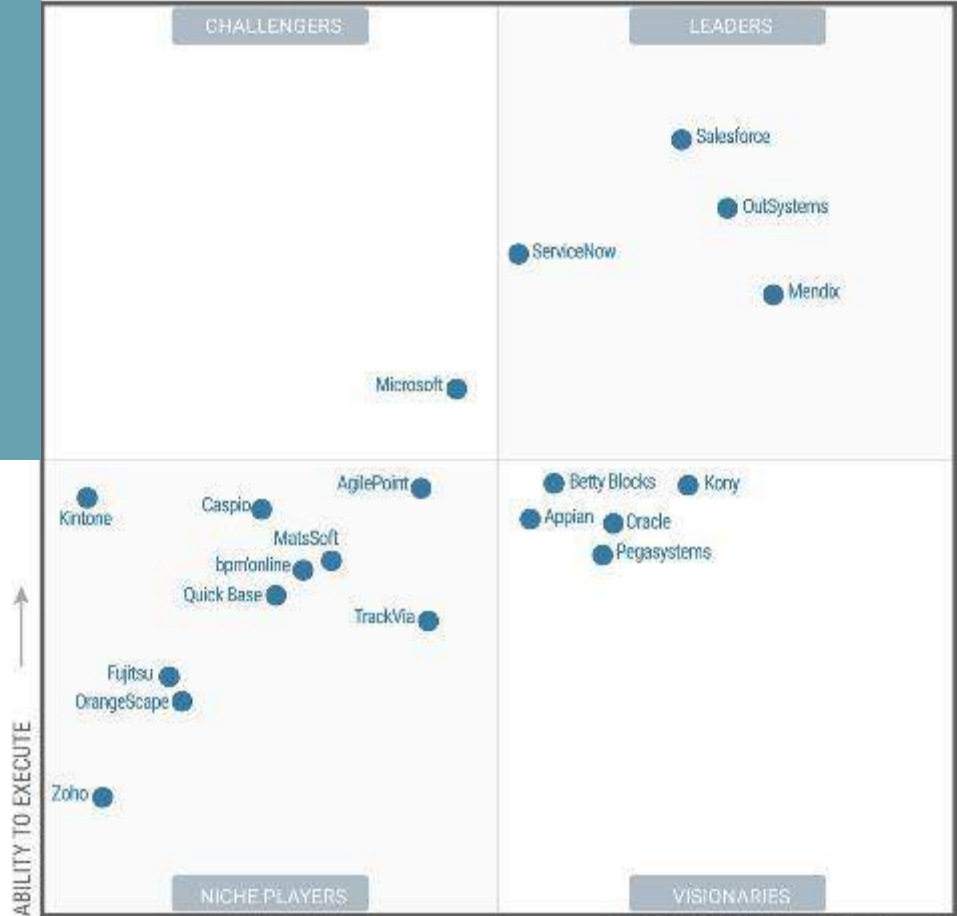 CHALLENGERS
LEADERS
Salesforce
OutSystems
ServiceNow
Mendix
Microsoft
AgilePoint
Kintone
Caspio
MatsSoft
bpm'online
Quick Base
TrackVia
Fujitsu
OrangeScape
Zoho
Betty Blocks
Kony
Appian
Oracle
Pegasystems
ABILITY TO EXECUTE
NICHE PLAYERS
VISIONARIES